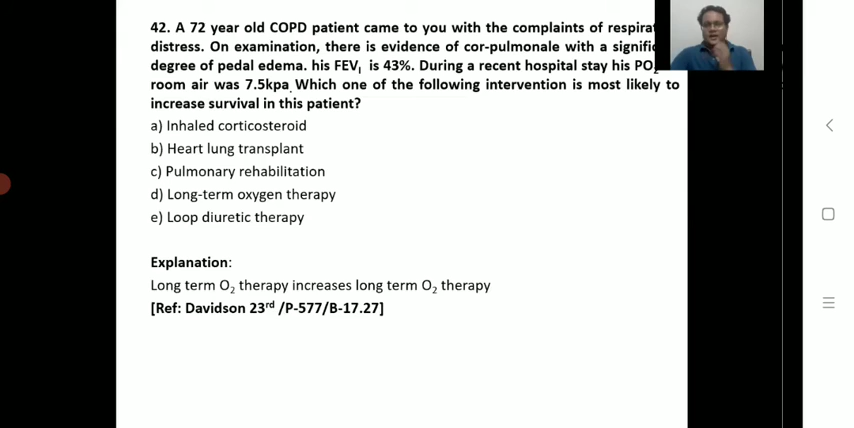 42. A 72 year old COPD patient came to you with the complaints of
distress. On examination, there is evidence of cor-pulmonale with a
degree of pedal edema. his FEV₁ is 43%. During a recent hospital stay his PO₂
room air was 7.5kpa. Which one of the following intervention is most likely to
increase survival in this patient?
a) Inhaled corticosteroid
b) Heart lung transplant
c) Pulmonary rehabilitation
d) Long-term oxygen therapy
e) Loop diuretic therapy
Explanation:
Long term O₂ therapy increases long term O₂ therapy
[Ref: Davidson 23rd /P-577/B-17.27]